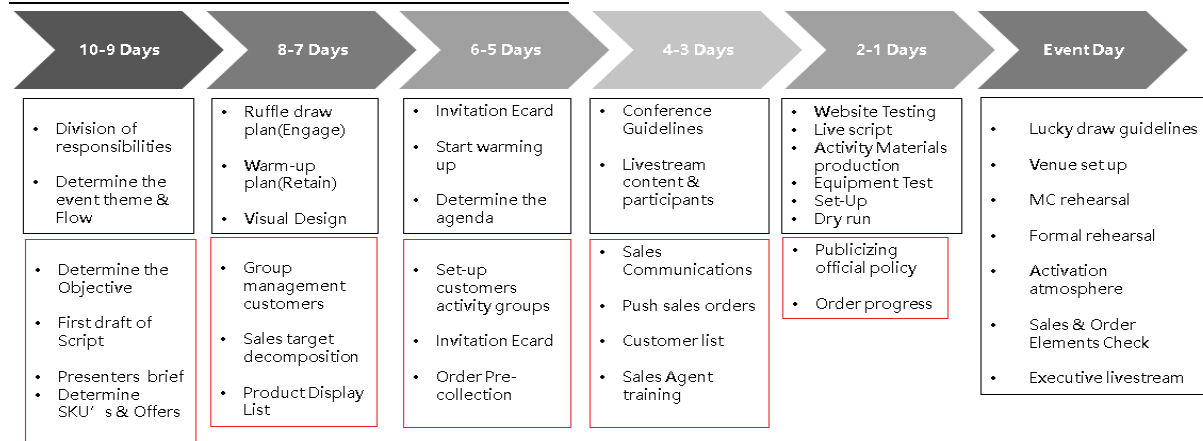 10-9 Days
8-7 Days
6-5 Days
4-3 Days
2-1 Days
Event Day
• Division of
responsibilities
• Determine the
event theme &
Flow
• Ruffle draw
plan(Engage)
• Warm-up
plan(Retain)
• Visual Design
• Invitation Ecard
• Start warming
up
• Determine the
agenda
• Conference
Guidelines
• Livestream
content &
participants
• Website Testing
• Live script
• Activity Materials
production
• Equipment Test
• Set-Up
• Dry run
• Lucky draw guidelines
• Venue set up
• MC rehearsal
• Formal rehearsal
• Activation
atmosphere
• Sales & Order
Elements Check
• Executive livestream
• Determine the
Objective
• First draft of
Script
• Presenters brief
• Determine
SKU’s & Offers
• Group
management
customers
• Sales target
decomposition
• Product Display
List
• Set-up
customers
activity groups
• Invitation Ecard
• Order Pre-
collection
• Sales
Communications
• Push sales orders
• Customer list
• Sales Agent
training
• Publicizing
official policy
• Order progress